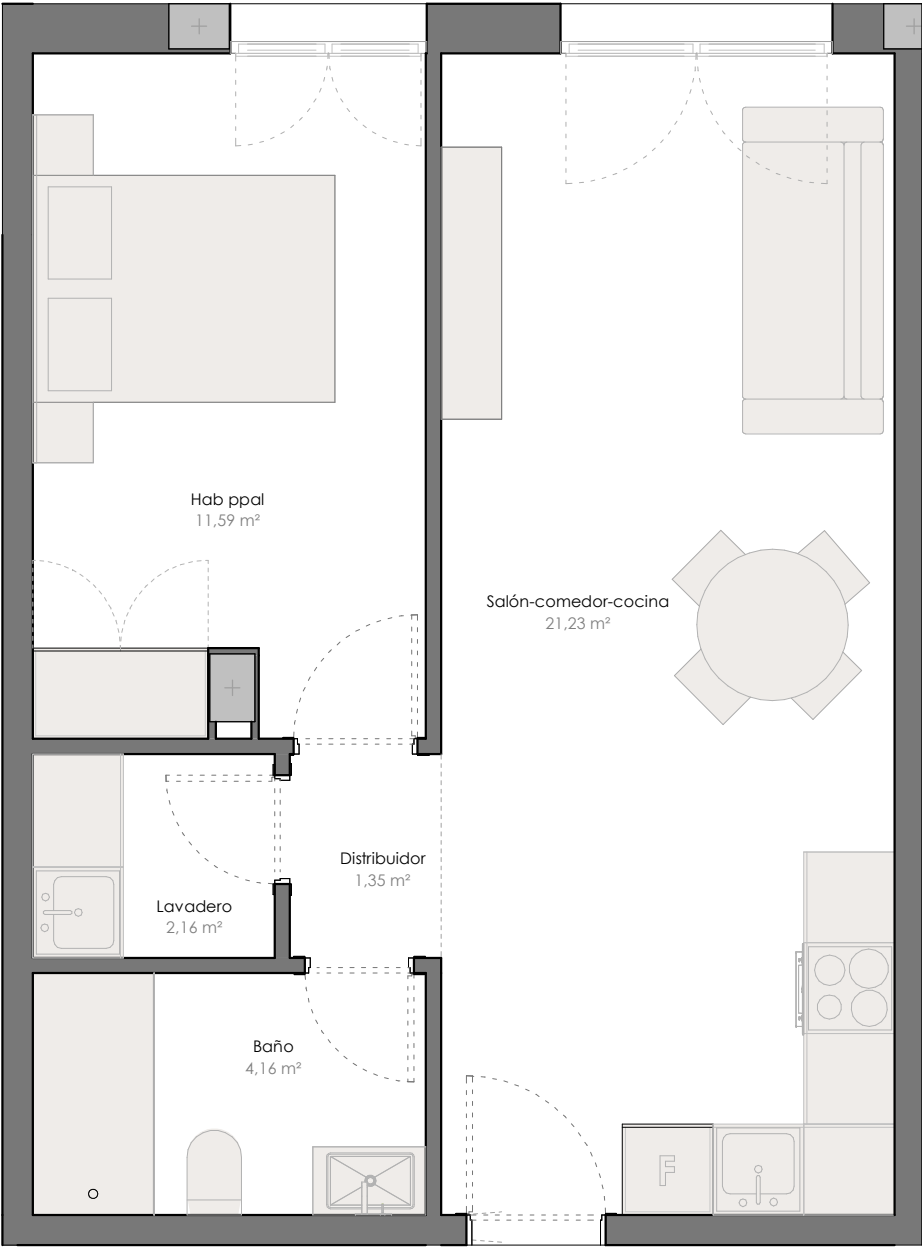 Hab ppal
11,59 m²
Salón-comedor-cocina
21,23 m²
Distribuidor
1,35 m²
Lavadero
2,16 m²
Baño
4,16 m²
F